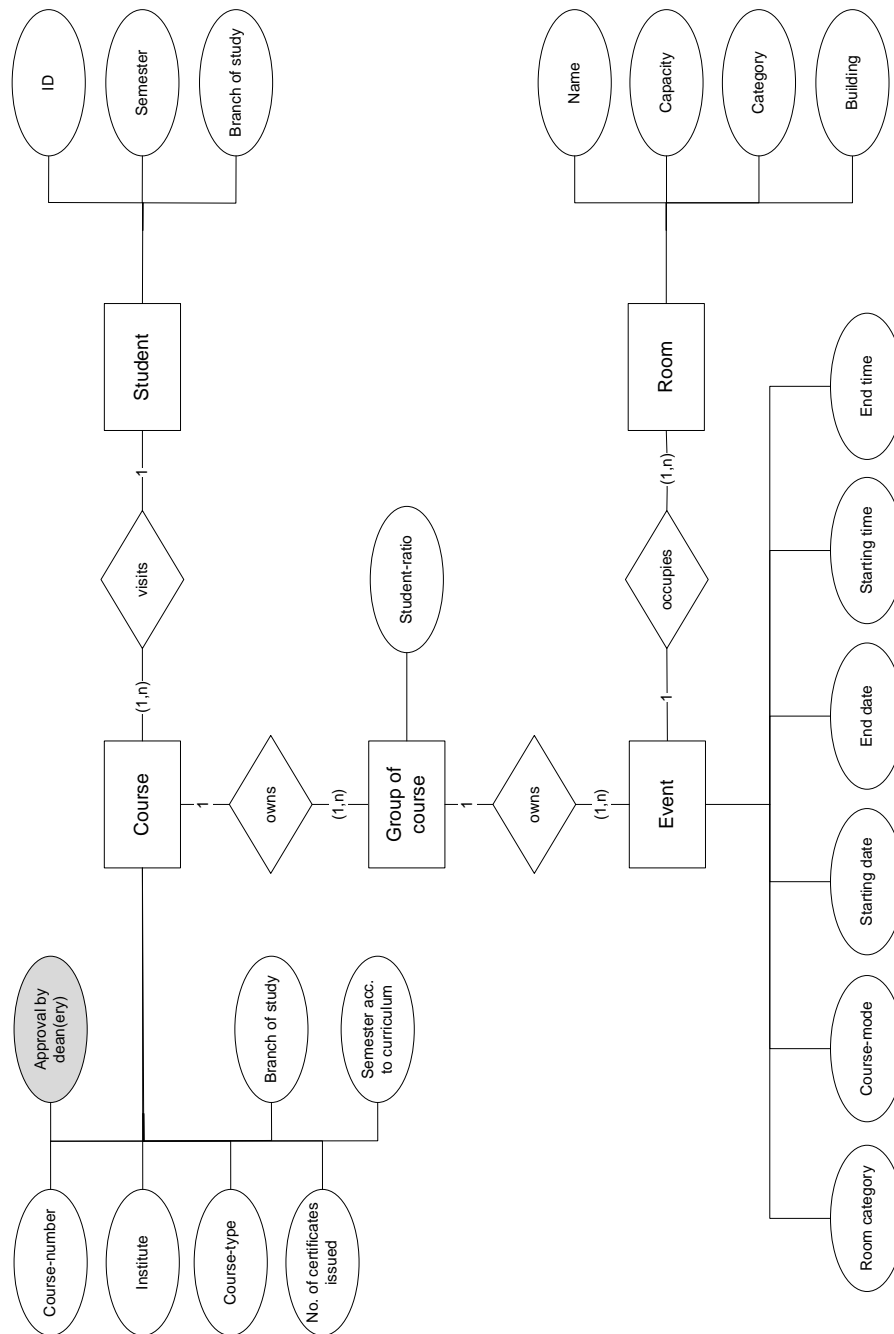 Course-number
Approval by
dean(ery)
ID
Institute
Course
(1,n)
visits
1
Student
Semester
Course-type
1
Branch of study
Branch of study
owns
No. of certificates
issued
(1,n)
Semester acc.
to curriculum
Group of
course
Student-ratio
1
owns
(1,n)
Event
1
occupies
(1,n)
Room
Name
Capacity
Category
Building
Room category
Course-mode
Starting date
End date
Starting time
End time